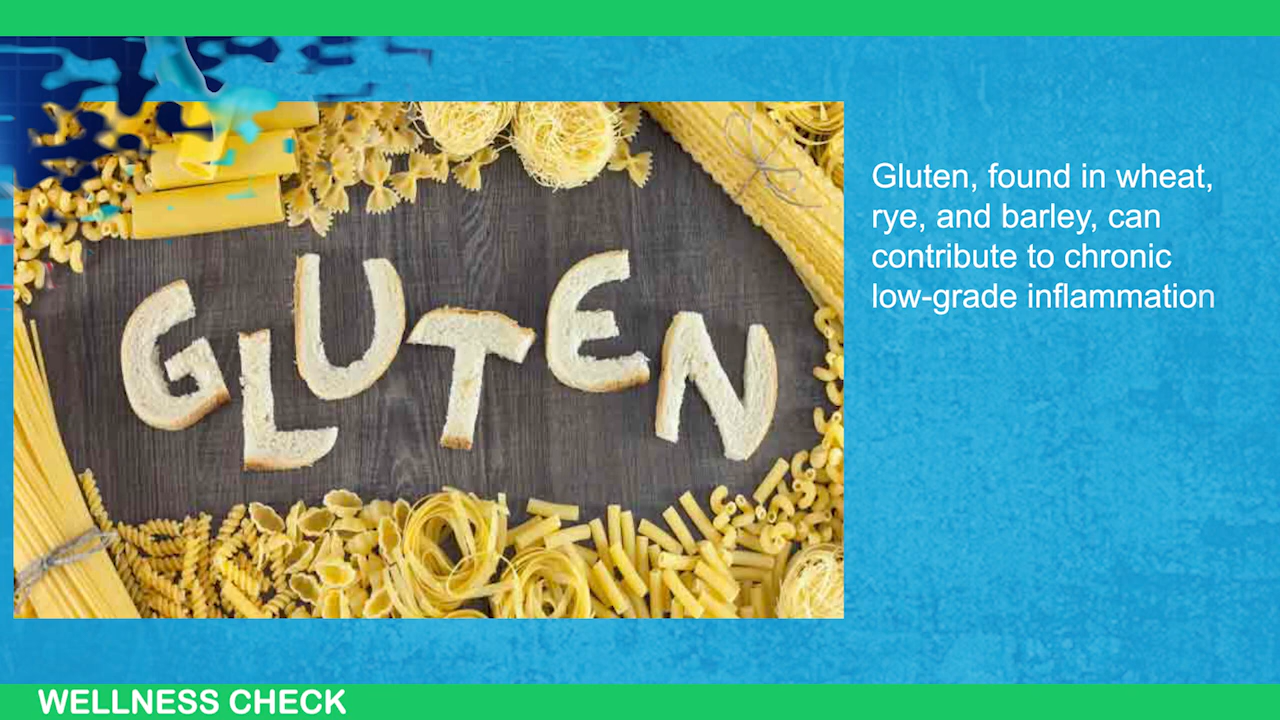 GLUTEN
Gluten, found in wheat,
rye, and barley, can
contribute to chronic
low-grade inflammation
WELLNESS CHECK